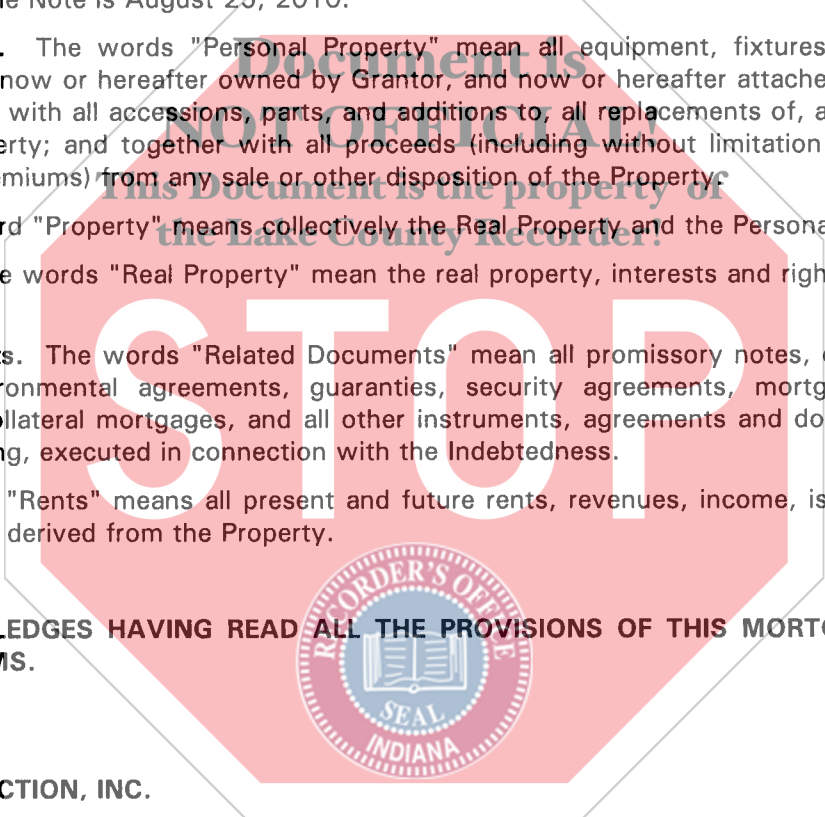 Note is August 25, 2010.
The words "Personal Property" mean all equipment, fixtures
now or hereafter owned by Grantor, and now or hereafter attache
with all accessions, parts, and additions to, all replacements of, a
erty; and together with all proceeds (including without limitation
emiums) from any sale or other disposition of the Property.
rd "Property" means collectively the Real Property and the Persona
e words "Real Property" mean the real property, interests and righ
s. The words "Related Documents" mean all promissory notes,
ronmental agreements, guaranties, security agreements, mortg
ollateral mortgages, and all other instruments, agreements and do
ng, executed in connection with the Indebtedness.
"Rents" means all present and future rents, revenues, income, is
derived from the Property.
LEDGES HAVING READ ALL THE PROVISIONS OF THIS MORTG
MS.
CTION, INC.
Document is
NOT OFFICIAL!
This Document is the property of
the Lake County Recorder!
STOP
RECORDER'S OFFICE
SEAL
INDIANA